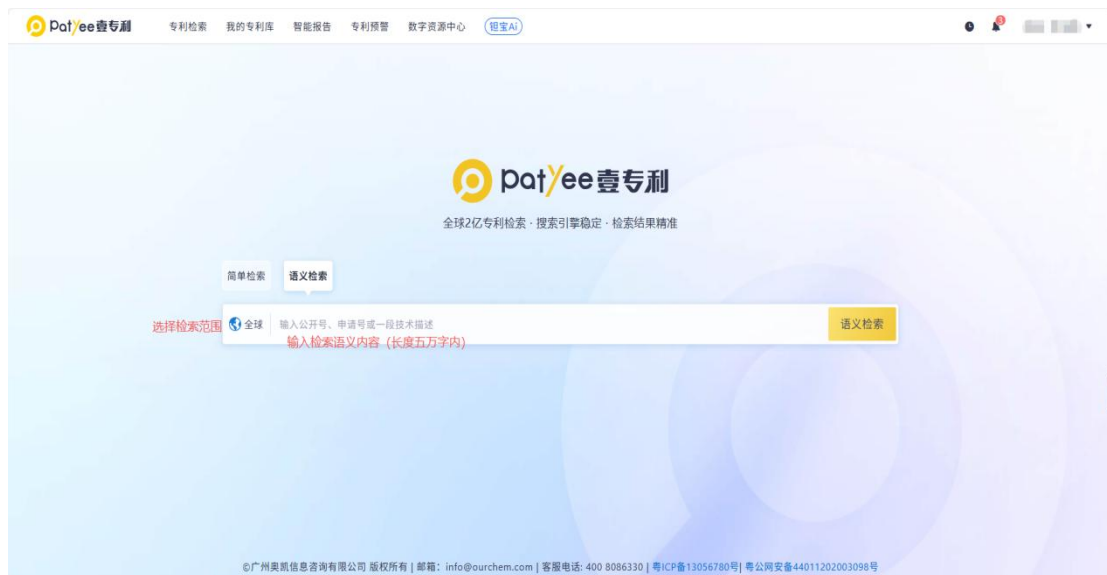 Patyee壹专利 专利检索 我的专利库 智能报告 专利预警 数字资源中心 钽宝Ai 3
Patyee壹专利
全球2亿专利检索 · 搜索引擎稳定 · 检索结果精准
简单检索 语义检索
选择检索范围 全球 输入公开号、申请号或一段技术描述 语义检索
输入检索语义内容（长度五万字内）
©广州奥凯信息咨询有限公司 版权所有 | 邮箱：info@ourchem.com | 客服电话: 400 8086330 | 粤ICP备13056780号| 粤公网安备44011202003098号